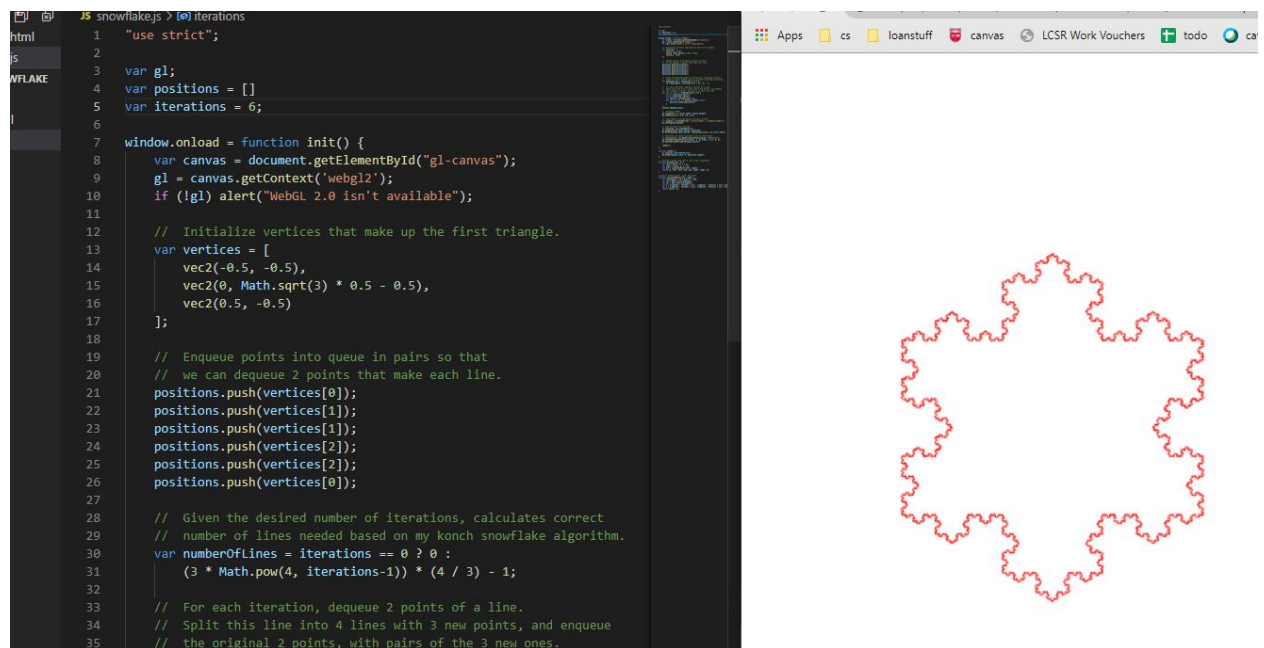 JS snowflake.js > iterations
html
js
WFLAKE
1 "use strict";
2
3 var gl;
4 var positions = []
5 var iterations = 6;
6
7 window.onload = function init() {
8 var canvas = document.getElementById("gl-canvas");
9 gl = canvas.getContext('webgl2');
10 if (!gl) alert("WebGL 2.0 isn't available");
11
12 // Initialize vertices that make up the first triangle.
13 var vertices = [
14 vec2(-0.5, -0.5),
15 vec2(0, Math.sqrt(3) * 0.5 - 0.5),
16 vec2(0.5, -0.5)
17 ];
18
19 // Enqueue points into queue in pairs so that
20 // we can dequeue 2 points that make each line.
21 positions.push(vertices[0]);
22 positions.push(vertices[1]);
23 positions.push(vertices[1]);
24 positions.push(vertices[2]);
25 positions.push(vertices[2]);
26 positions.push(vertices[0]);
27
28 // Given the desired number of iterations, calculates correct
29 // number of lines needed based on my konch snowflake algorithm.
30 var numberOfLines = iterations == 0 ? 0 :
31 (3 * Math.pow(4, iterations-1)) * (4 / 3) - 1;
32
33 // For each iteration, dequeue 2 points of a line.
34 // Split this line into 4 lines with 3 new points, and enqueue
35 // the original 2 points, with pairs of the 3 new ones.
Apps cs loanstuff canvas LCSR Work Vouchers todo